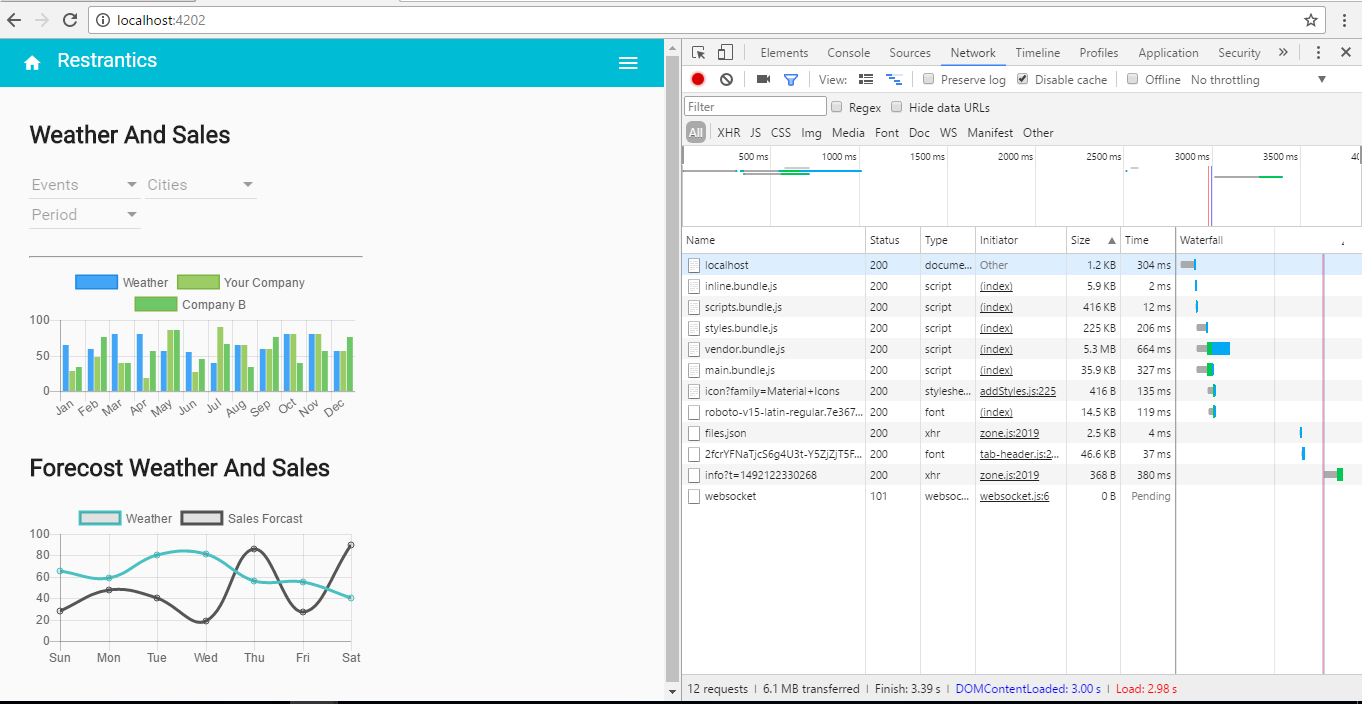 localhost:4202
Restrantics
Weather And Sales
Events Cities
Period
Weather Your Company
Company B
100
50
0
Jan Feb Mar Apr May Jun Jul Aug Sep Oct Nov Dec
Forecost Weather And Sales
Weather Sales Forcast
100
80
60
40
20
0
Sun Mon Tue Wed Thu Fri Sat
Elements Console Sources Network Timeline Profiles Application Security
View: Preserve log Disable cache Offline No throttling
Filter Regex Hide data URLs
All XHR JS CSS Img Media Font Doc WS Manifest Other
500 ms 1000 ms 1500 ms 2000 ms 2500 ms 3000 ms 3500 ms 40
Name Status Type Initiator Size Time Waterfall
localhost 200 docume... Other 1.2 KB 304 ms
inline.bundle.js 200 script (index) 5.9 KB 2 ms
scripts.bundle.js 200 script (index) 416 KB 12 ms
styles.bundle.js 200 script (index) 225 KB 206 ms
vendor.bundle.js 200 script (index) 5.3 MB 664 ms
main.bundle.js 200 script (index) 35.9 KB 327 ms
icon?family=Material+Icons 200 styleshe... addStyles.js:225 416 B 135 ms
roboto-v15-latin-regular.7e367... 200 font (index) 14.5 KB 119 ms
files.json 200 xhr zone.js:2019 2.5 KB 4 ms
2fcrYFNaTjcS6g4U3t-Y5ZjZjT5F... 200 font tab-header.js:2... 46.6 KB 37 ms
info?t=1492122330268 200 xhr zone.js:2019 368 B 380 ms
websocket 101 websoc... websocket.js:6 0 B Pending
12 requests | 6.1 MB transferred | Finish: 3.39 s | DOMContentLoaded: 3.00 s | Load: 2.98 s